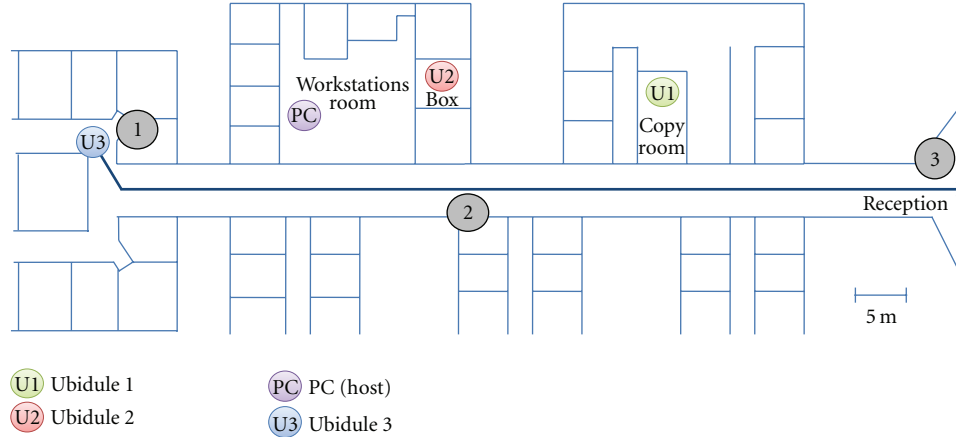 Workstations
room
PC
U2
Box
U1
Copy
room
1
U3
2
3
Reception
5 m
U1 Ubidule 1
U2 Ubidule 2
PC PC (host)
U3 Ubidule 3